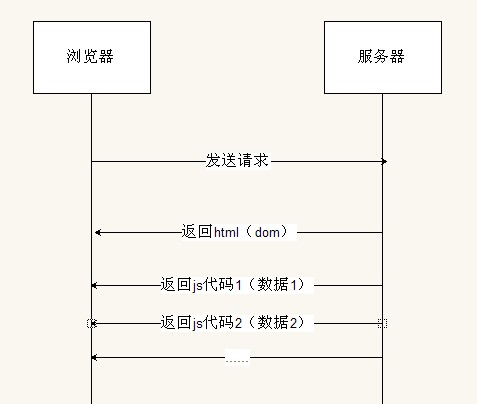 浏览器
服务器
发送请求
返回html（dom）
返回js代码1（数据1）
返回js代码2（数据2）
......